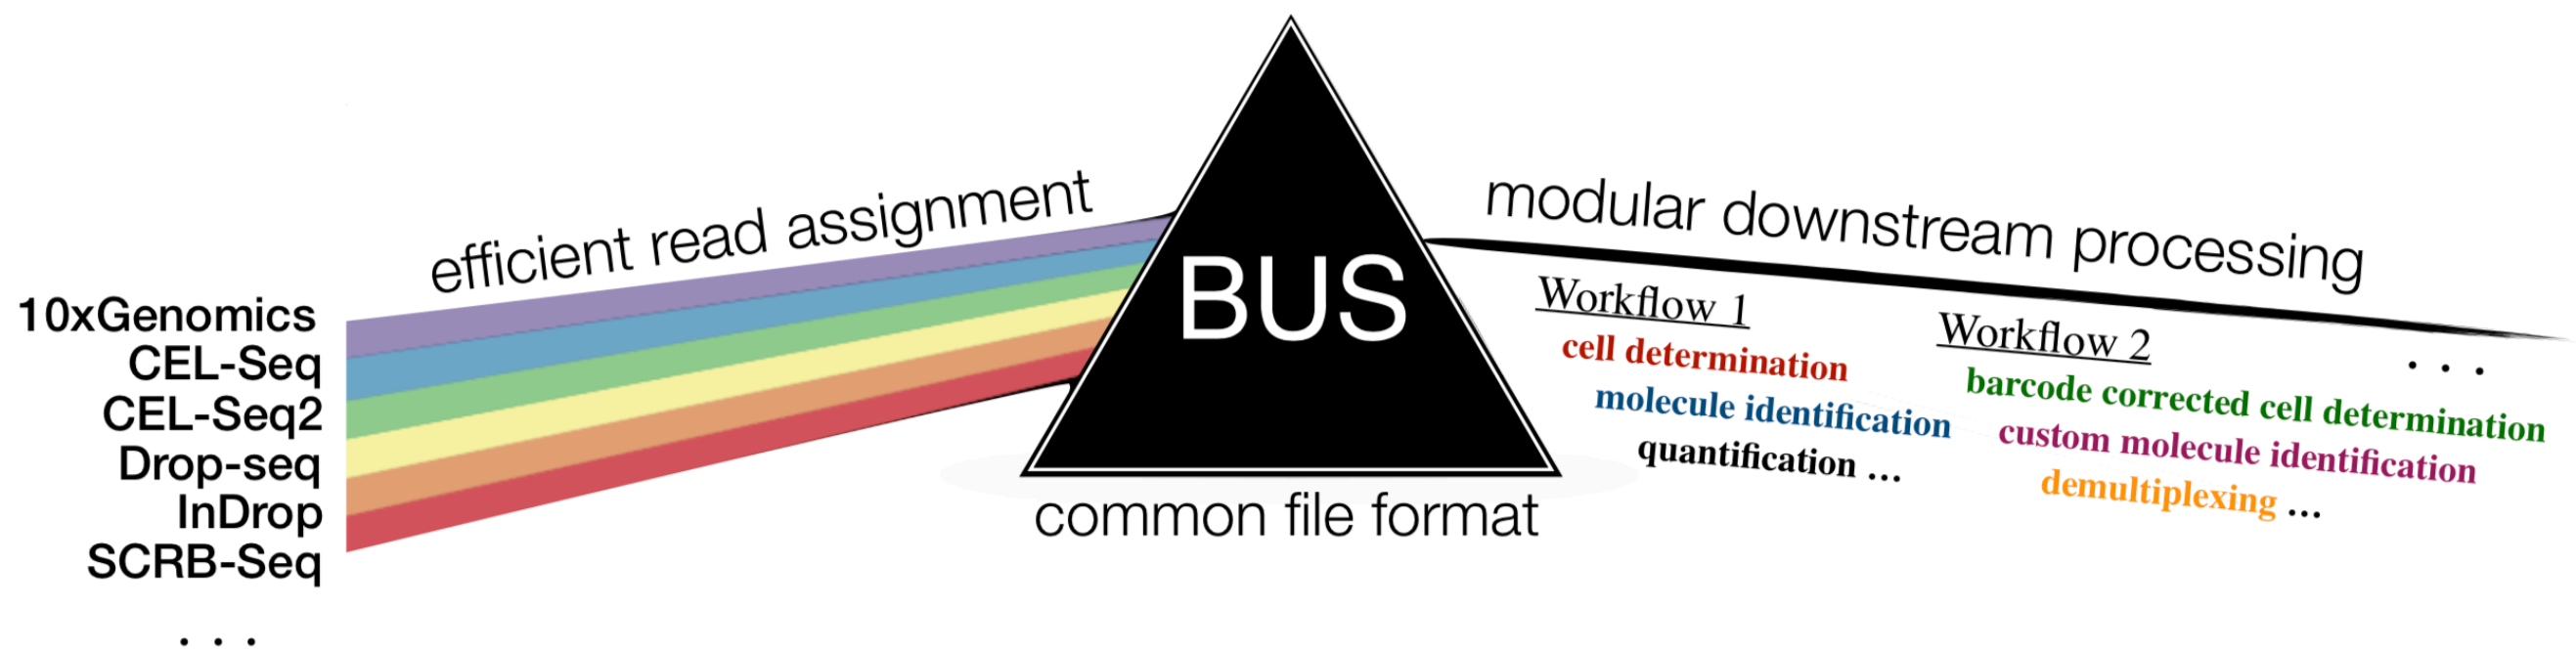 efficient read assignment
10xGenomics
CEL-Seq
CEL-Seq2
Drop-seq
InDrop
SCRB-Seq
. . .
BUS
common file format
modular downstream processing
Workflow 1
cell determination
molecule identification
quantification ...
Workflow 2
barcode corrected cell determination
custom molecule identification
demultiplexing ...
. . .